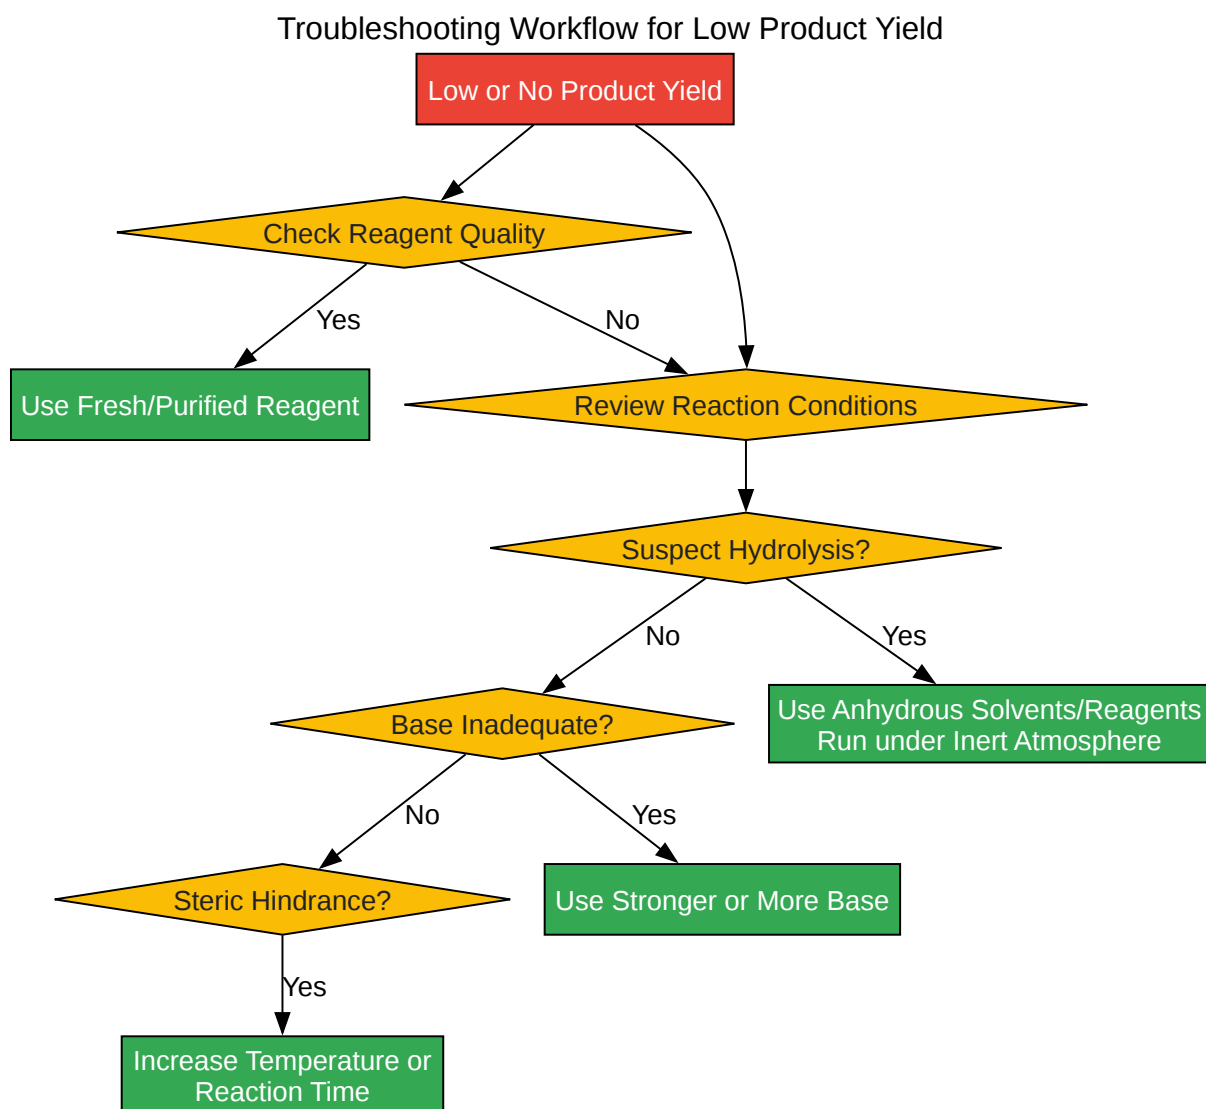 Troubleshooting Workflow for Low Product Yield
Low or No Product Yield
Check Reagent Quality
Yes
No
Use Fresh/Purified Reagent
Review Reaction Conditions
Suspect Hydrolysis?
No
Yes
Use Anhydrous Solvents/Reagents
Run under Inert Atmosphere
Base Inadequate?
No
Yes
Steric Hindrance?
Use Stronger or More Base
Yes
Increase Temperature or
Reaction Time